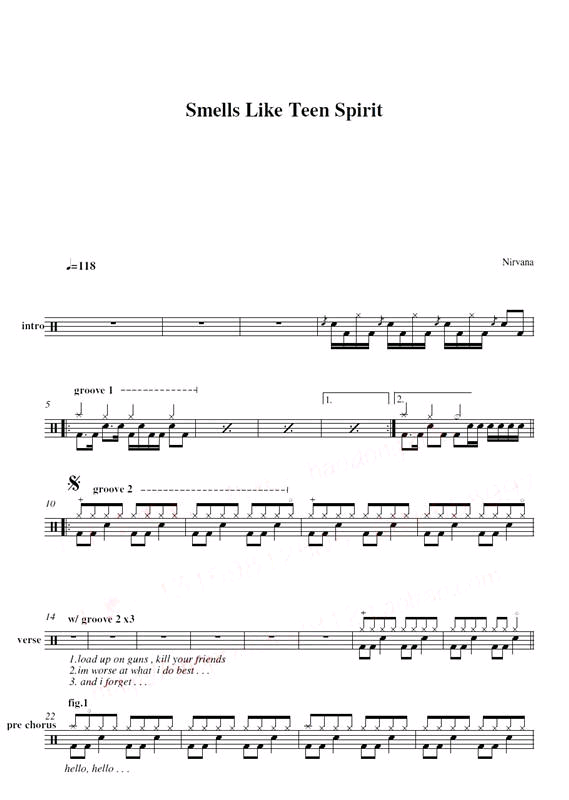 Smells Like Teen Spirit
♩=118
Nirvana
intro
groove 1
5
1.
2.
groove 2
10
14
w/ groove 2 x3
verse
1.load up on guns , kill your friends
2.im worse at what i do best . . .
3. and i forget . . .
fig.1
22
pre chorus
hello, hello . . .